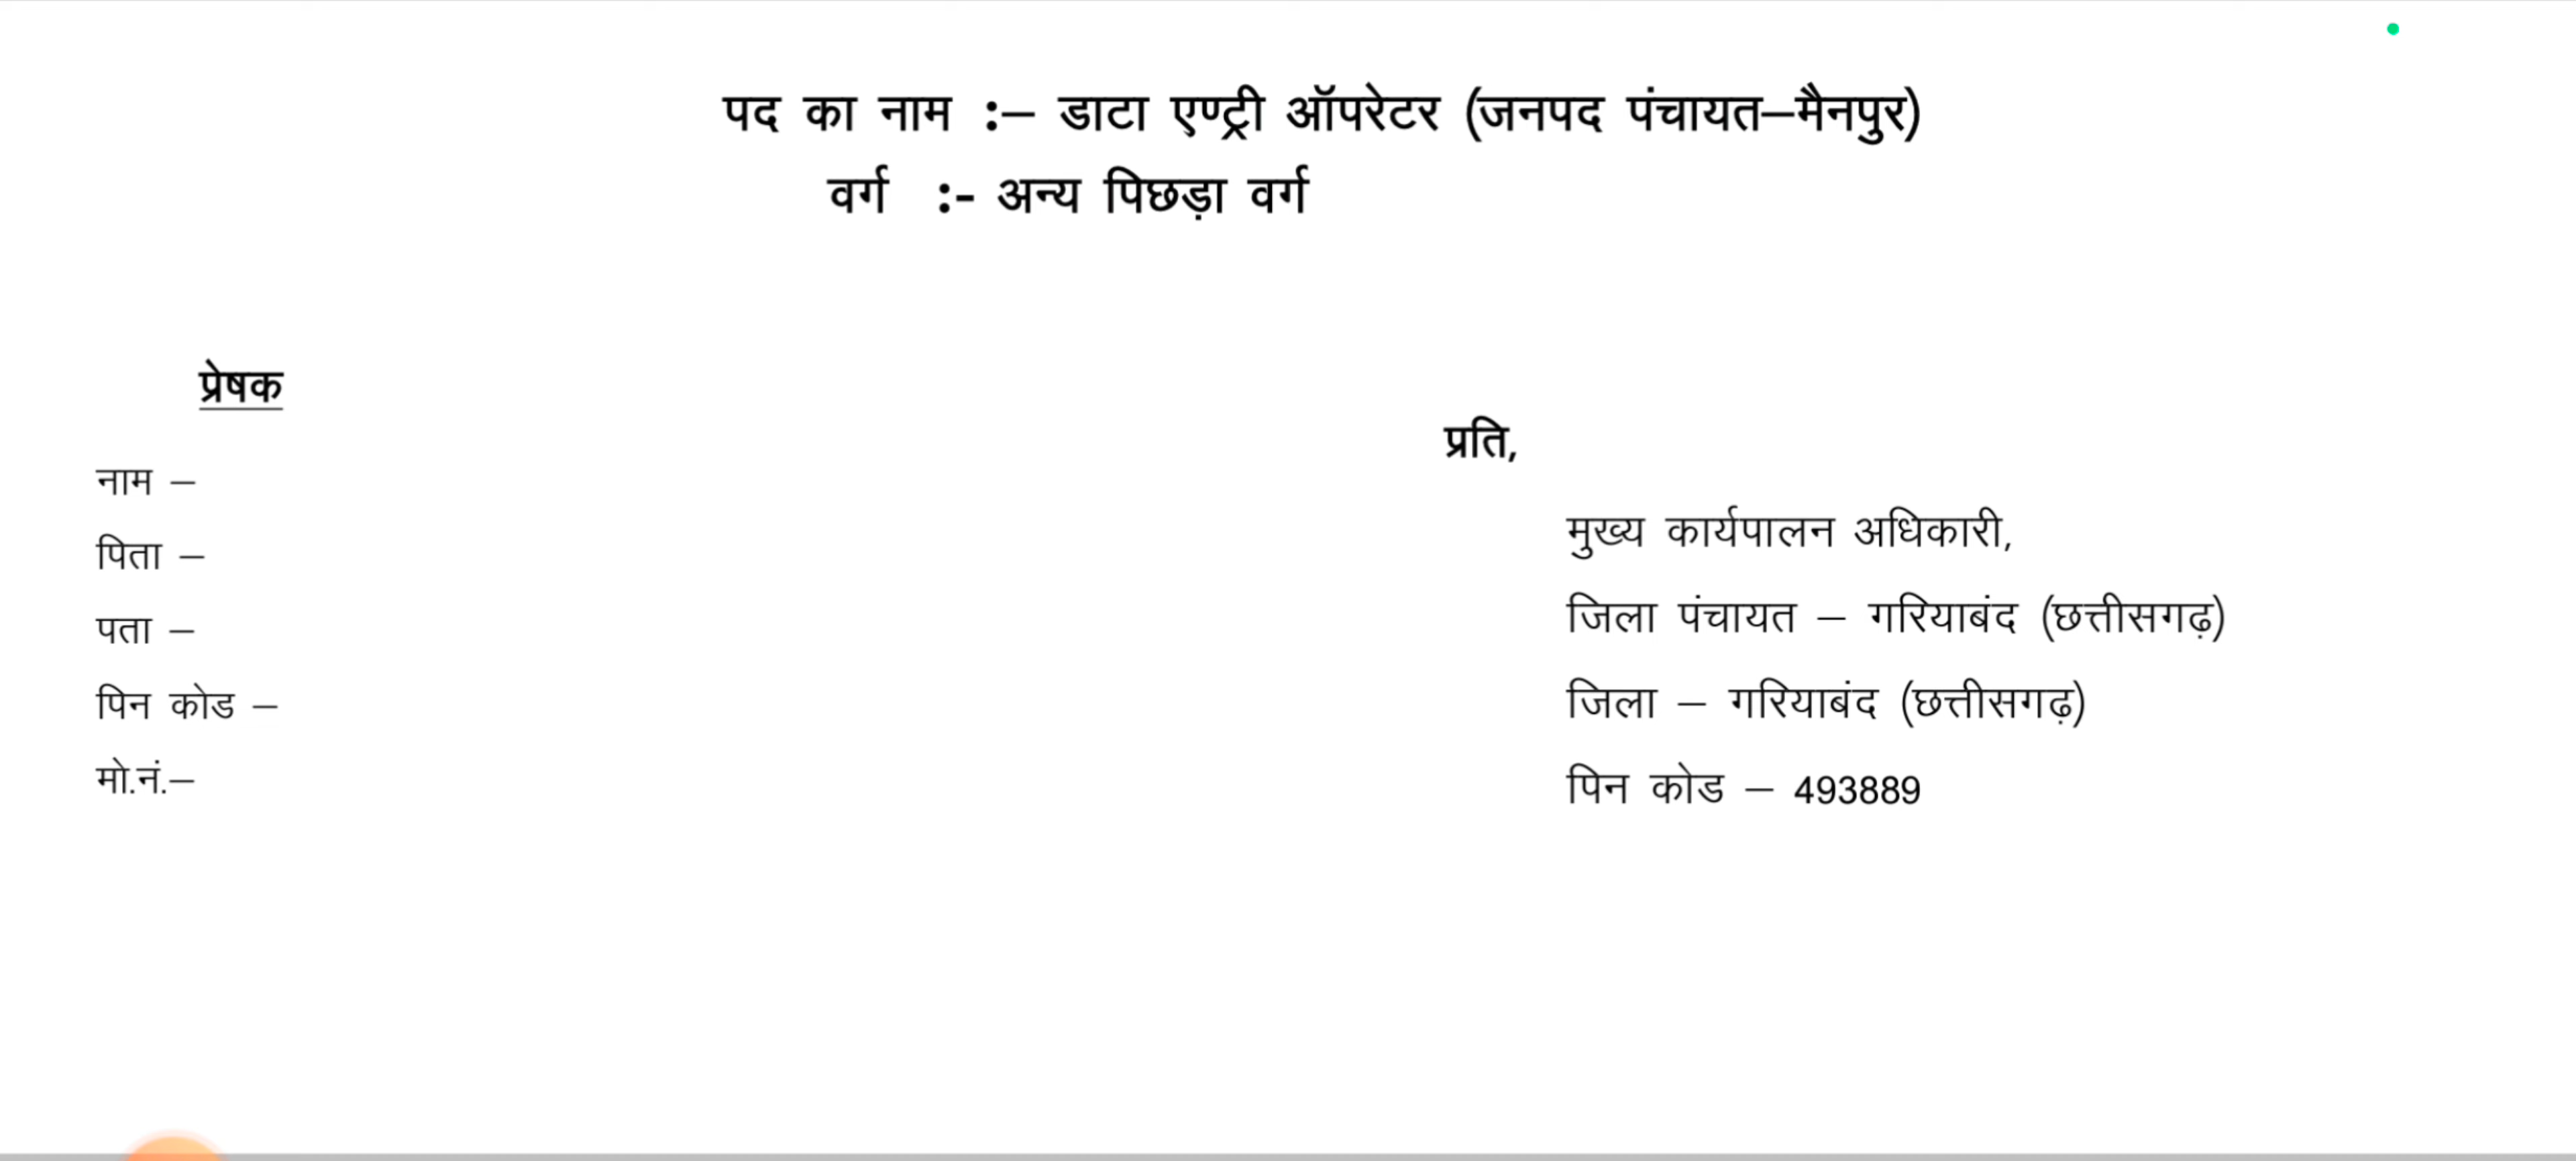 पद का नाम :– डाटा एण्ट्री ऑपरेटर (जनपद पंचायत–मैनपुर)
वर्ग :- अन्य पिछड़ा वर्ग
प्रेषक
नाम –
पिता –
पता –
पिन कोड –
मो.नं.–
प्रति,
मुख्य कार्यपालन अधिकारी,
जिला पंचायत – गरियाबंद (छत्तीसगढ़)
जिला – गरियाबंद (छत्तीसगढ़)
पिन कोड – 493889